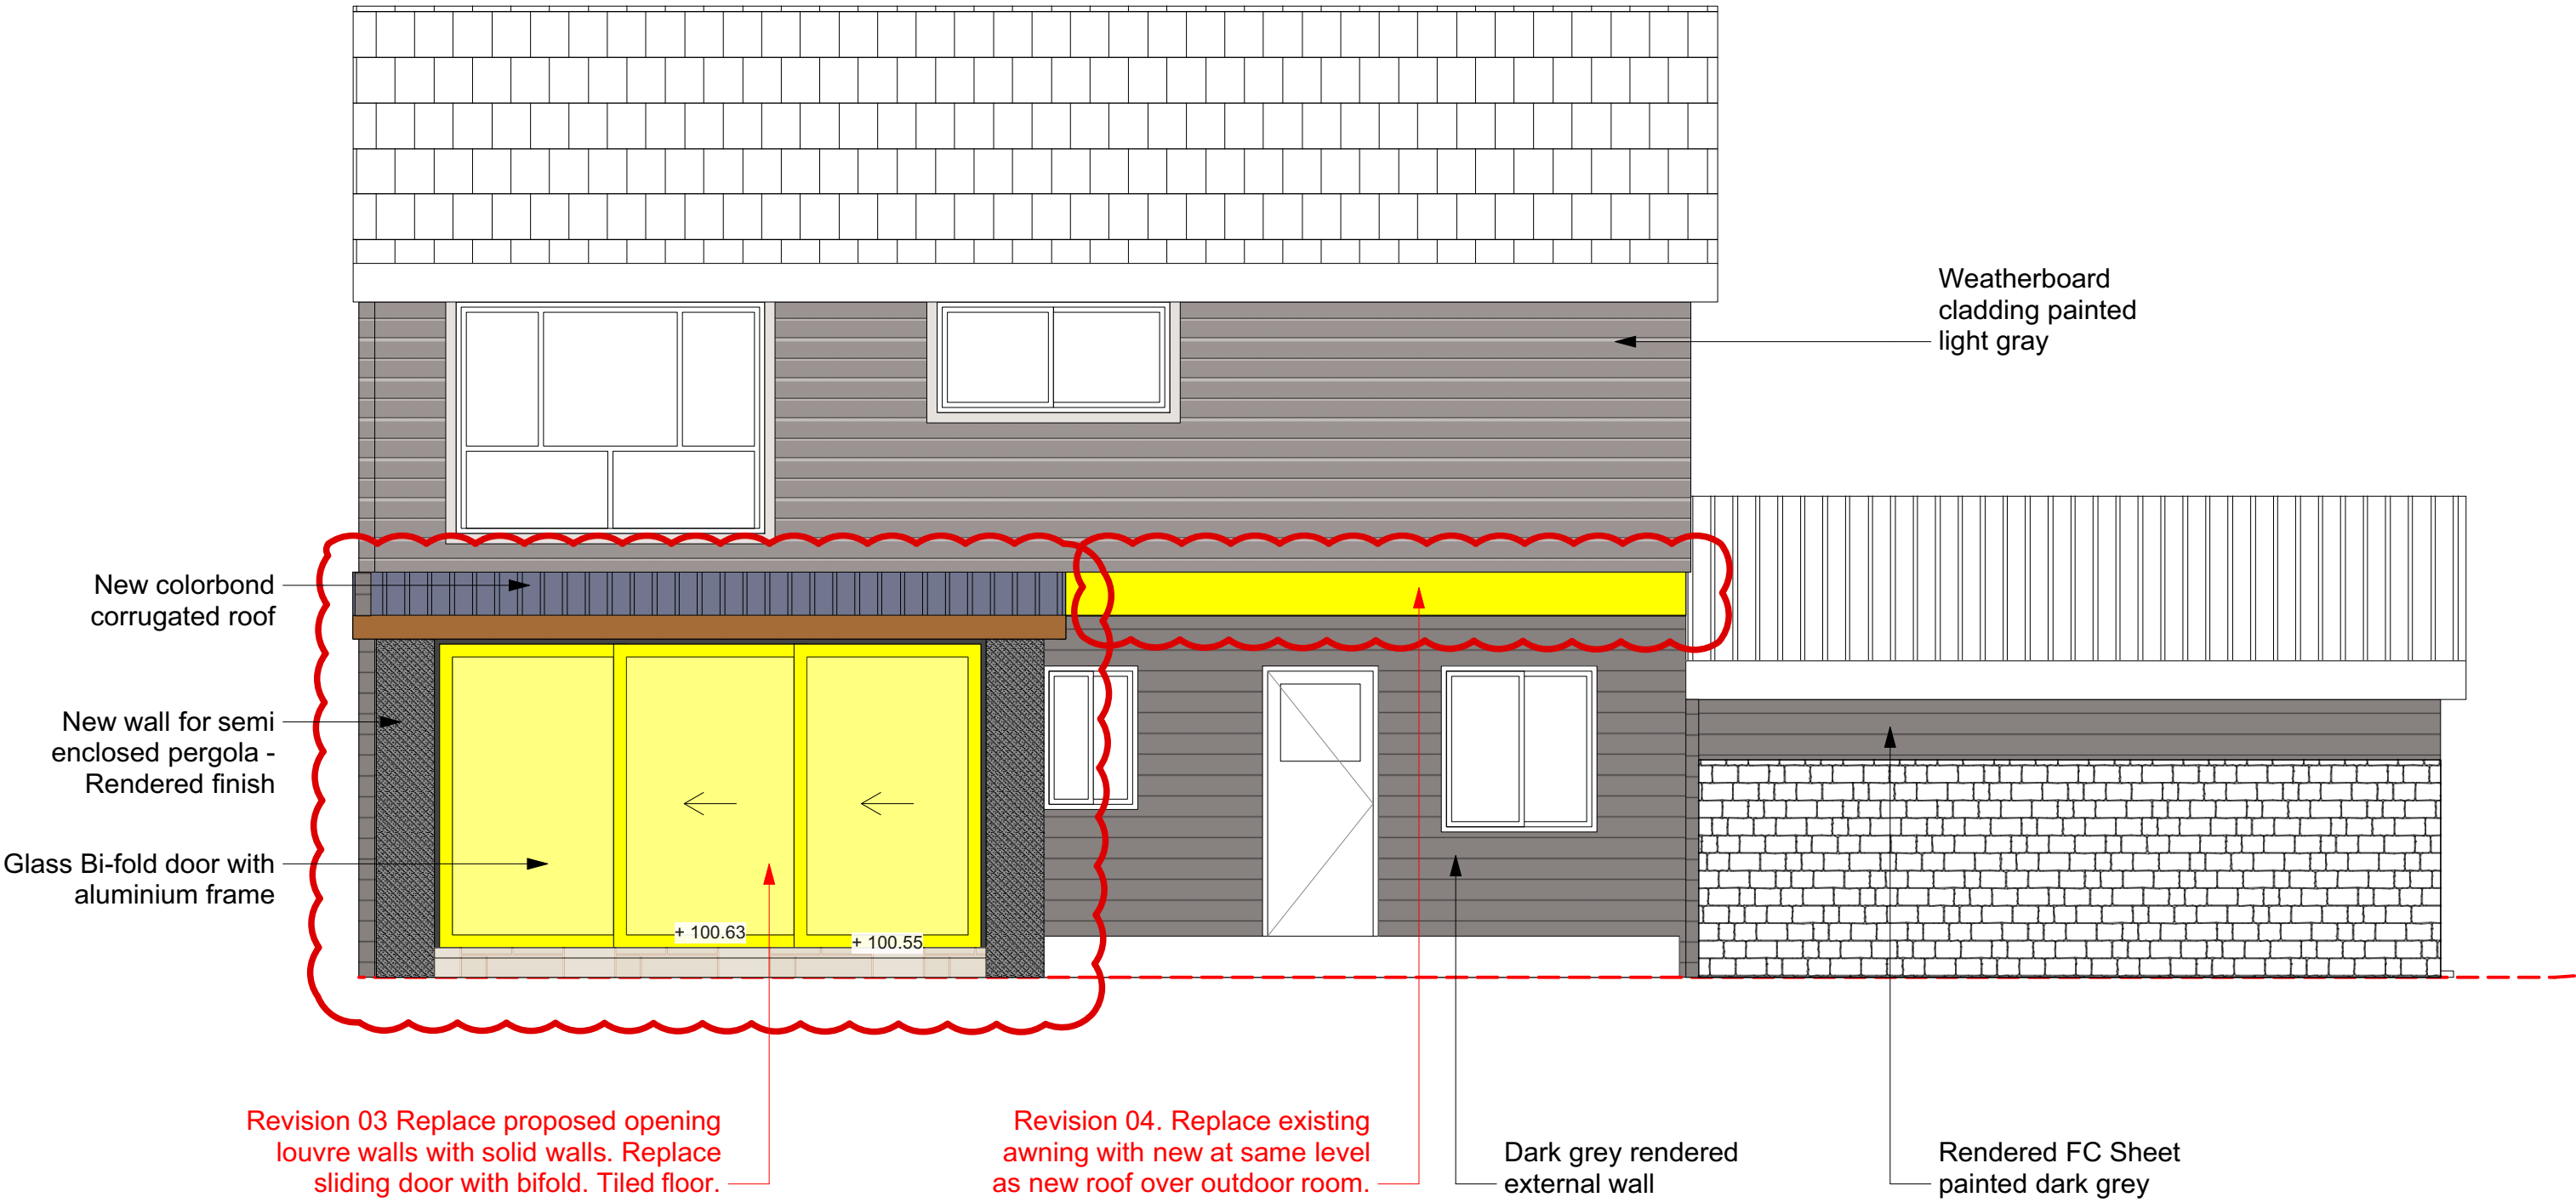 Weatherboard
cladding painted
light gray
New colorbond
corrugated roof
New wall for semi
enclosed pergola -
Rendered finish
Glass Bi-fold door with
aluminium frame
+ 100.63
+ 100.55
Revision 03 Replace proposed opening
louvre walls with solid walls. Replace
sliding door with bifold. Tiled floor.
Revision 04. Replace existing
awning with new at same level
as new roof over outdoor room.
Dark grey rendered
external wall
Rendered FC Sheet
painted dark grey